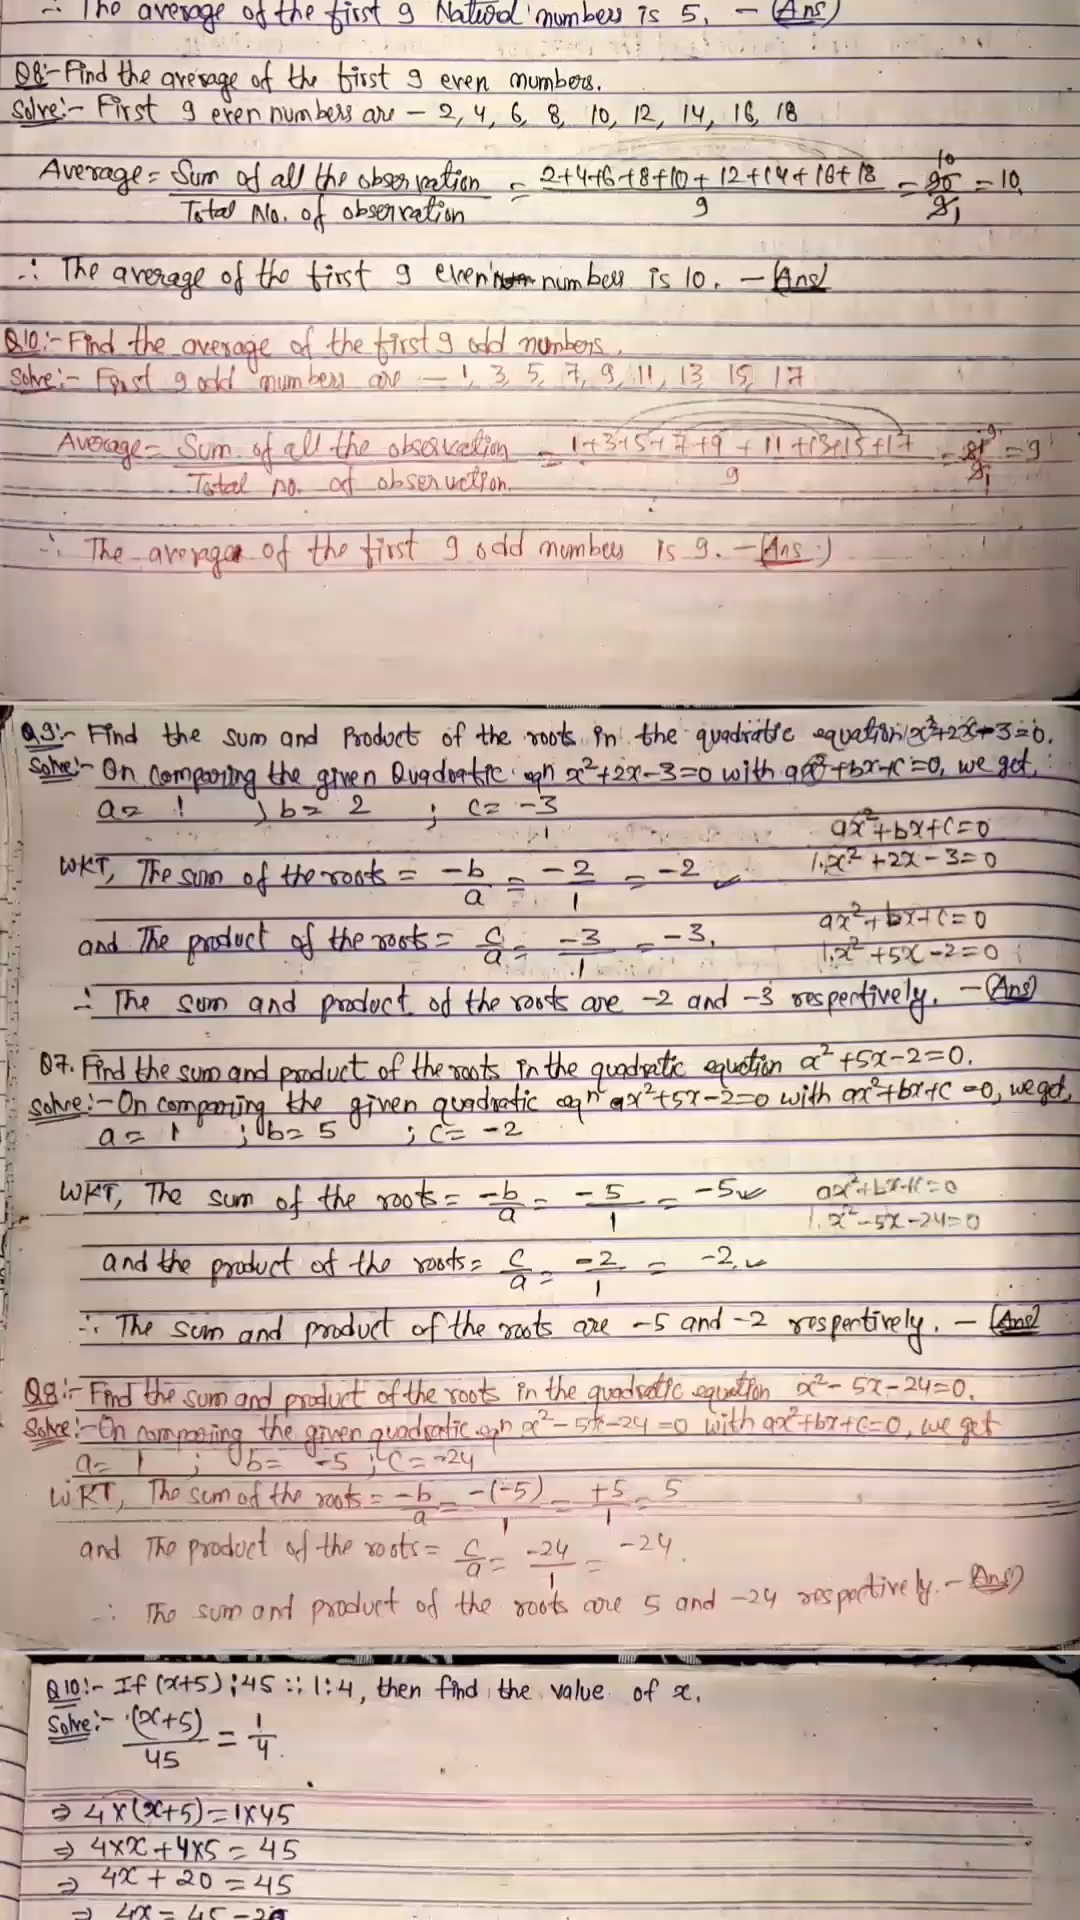 ∴ The average of the first 9 Natural numbers is 5. - (Ans)
Q8:- Find the average of the first 9 even numbers.
Solve:- First 9 even numbers are - 2, 4, 6, 8, 10, 12, 14, 16, 18
Average = Sum of all the observation / Total No. of observation = 2+4+6+8+10+12+14+16+18 / 9 = 90 / 9 = 10
10 1
∴ The average of the first 9 even numbers is 10. - (Ans)
Q10:- Find the average of the first 9 odd numbers.
Solve:- First 9 odd numbers are - 1, 3, 5, 7, 9, 11, 13, 15, 17
Average = Sum of all the observation / Total no. of observation = 1+3+5+7+9+11+13+15+17 / 9 = 81 / 9 = 9
9 1
∴ The average of the first 9 odd numbers is 9. - (Ans.)
Q9:- Find the sum and Product of the roots in the quadratic equation x²+2x-3=0.
Solve:- On comparing the given Quadratic eqn x²+2x-3=0 with ax²+bx+c=0, we get,
a = 1 ; b = 2 ; c = -3
ax²+bx+c=0
1.x²+2x-3=0
WKT, The sum of the roots = -b/a = -2/1 = -2
ax²+bx+c=0
1.x²+5x-2=0
and The product of the roots = c/a = -3/1 = -3.
∴ The sum and product of the roots are -2 and -3 respectively. - (Ans)
Q7. Find the sum and product of the roots in the quadratic equation x²+5x-2=0.
Solve:- On comparing the given quadratic eqn x²+5x-2=0 with ax²+bx+c=0, we get,
a = 1 ; b = 5 ; c = -2
WKT, The sum of the roots = -b/a = -5/1 = -5
ax²+bx+c=0
1.x²-5x-24=0
and the product of the roots = c/a = -2/1 = -2.
∴ The sum and product of the roots are -5 and -2 respectively. - (Ans)
Q8:- Find the sum and product of the roots in the quadratic equation x²-5x-24=0.
Solve:- On comparing the given quadratic eqn x²-5x-24=0 with ax²+bx+c=0, we get
a = 1 ; b = -5 ; c = -24
WKT, The sum of the roots = -b/a = -(-5)/1 = +5/1 = 5
and The product of the roots = c/a = -24/1 = -24.
∴ The sum and product of the roots are 5 and -24 respectively. - (Ans)
Q10:- If (x+5):45::1:4, then find the value of x.
Solve:- (x+5)/45 = 1/4.
⇒ 4×(x+5)=1×45
⇒ 4×x+4×5=45
⇒ 4x+20=45
⇒ 4x=45-20